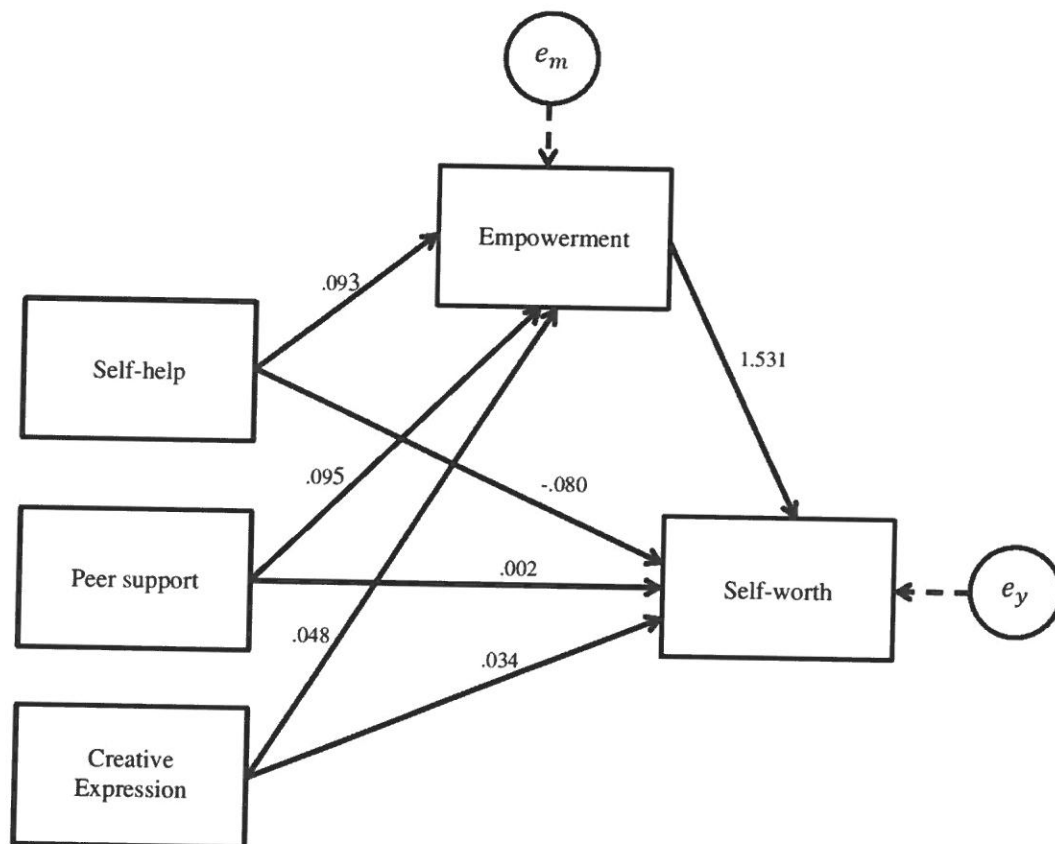 e_m
Empowerment
.093
Self-help
1.531
.095
-.080
Peer support
.002
Self-worth
e_y
.048
.034
Creative
Expression